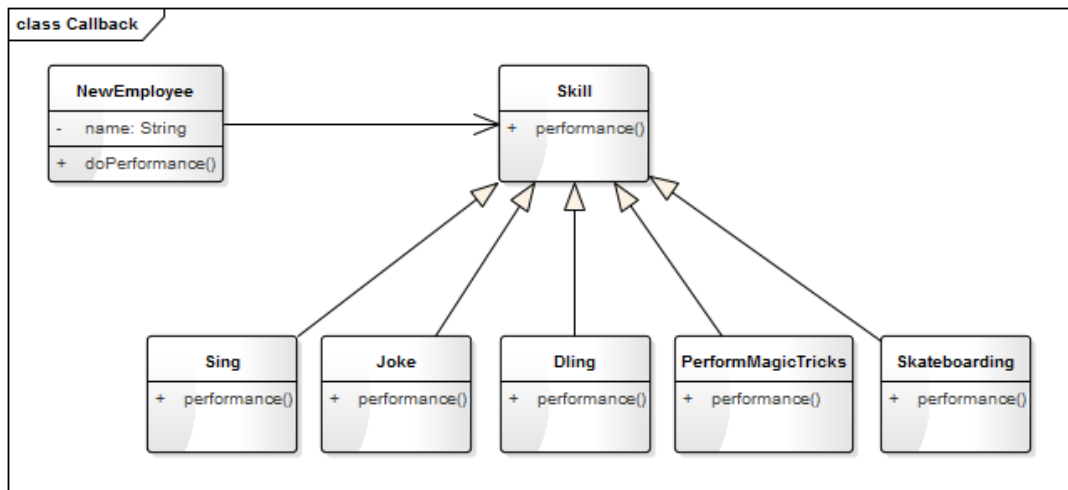 class Callback
NewEmployee
- name: String
+ doPerformance()
Skill
+ performance()
Sing
+ performance()
Joke
+ performance()
Dling
+ performance()
PerformMagicTricks
+ performance()
Skateboarding
+ performance()